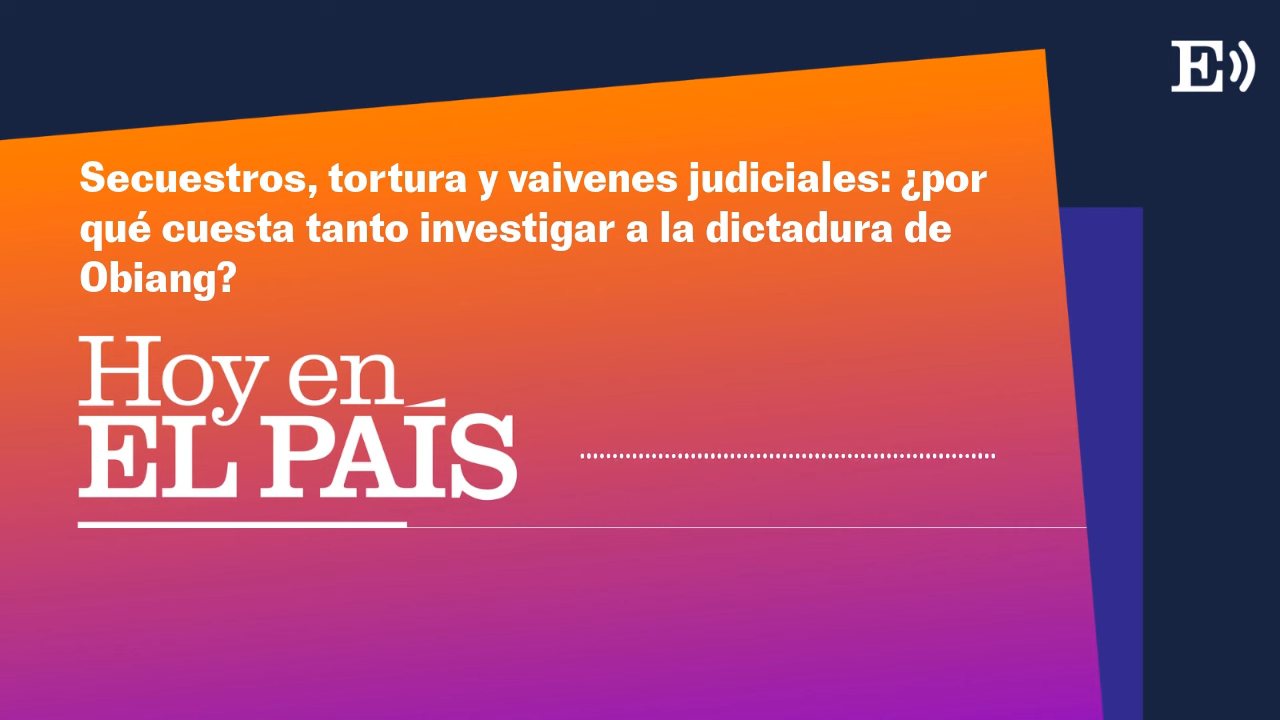 E
Secuestros, tortura y vaivenes judiciales: ¿por
qué cuesta tanto investigar a la dictadura de
Obiang?
Hoy en
EL PAÍS